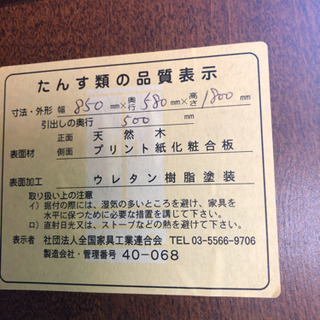 たんす類の品質表示
寸法・外形 幅 850 mm×奥行 580 mm×高さ 1800 mm
引出しの奥行 500 mm
正面 天然木
表面材 側面 プリント紙化粧合板
表面加工 ウレタン樹脂塗装
取り扱い上の注意
イ）据付の際には、湿気の多いところを避け、家具を
水平に保つために必要な措置を講じて下さい。
ロ）直射日光又は、ストーブなどの熱を避けて下さい。
表示者 社団法人全国家具工業連合会 TEL03-5566-9706
製造会社・管理番号 40-068